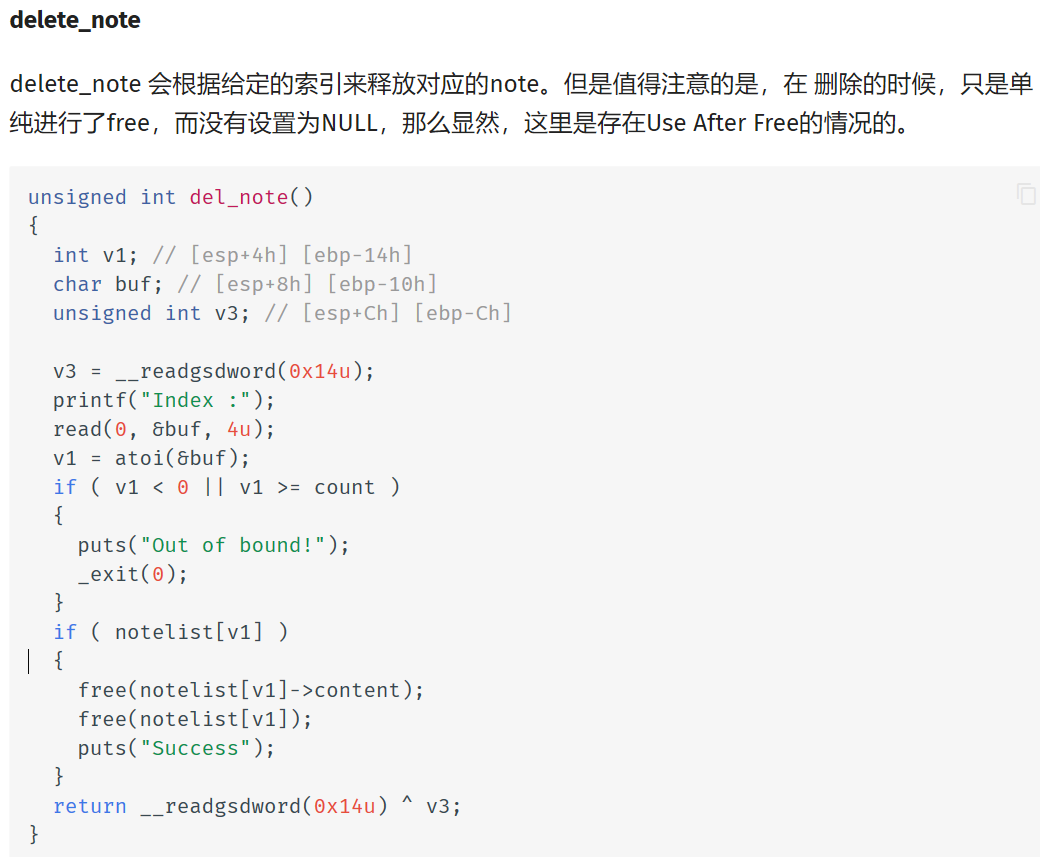 delete_note
delete_note 会根据给定的索引来释放对应的note。但是值得注意的是，在 删除的时候，只是单
纯进行了free，而没有设置为NULL，那么显然，这里是存在Use After Free的情况的。
unsigned int del_note()
{
  int v1; // [esp+4h] [ebp-14h]
  char buf; // [esp+8h] [ebp-10h]
  unsigned int v3; // [esp+Ch] [ebp-Ch]

  v3 = __readgsdword(0x14u);
  printf("Index :");
  read(0, &buf, 4u);
  v1 = atoi(&buf);
  if ( v1 < 0 || v1 >= count )
  {
    puts("Out of bound!");
    _exit(0);
  }
  if ( notelist[v1] )
  {
    free(notelist[v1]->content);
    free(notelist[v1]);
    puts("Success");
  }
  return __readgsdword(0x14u) ^ v3;
}